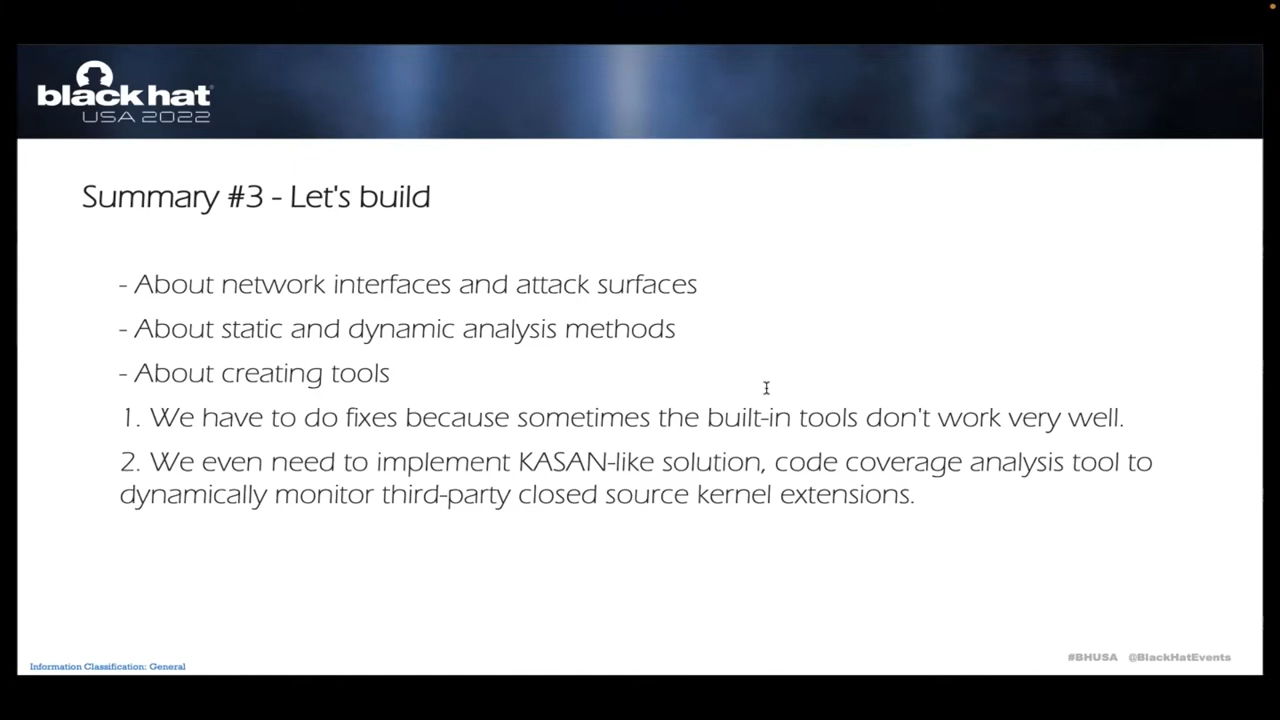 black hat®
USA 2022
Summary #3 - Let's build
- About network interfaces and attack surfaces
- About static and dynamic analysis methods
- About creating tools
1. We have to do fixes because sometimes the built-in tools don't work very well.
2. We even need to implement KASAN-like solution, code coverage analysis tool to
dynamically monitor third-party closed source kernel extensions.
Information Classification: General
#BHUSA @BlackHatEvents